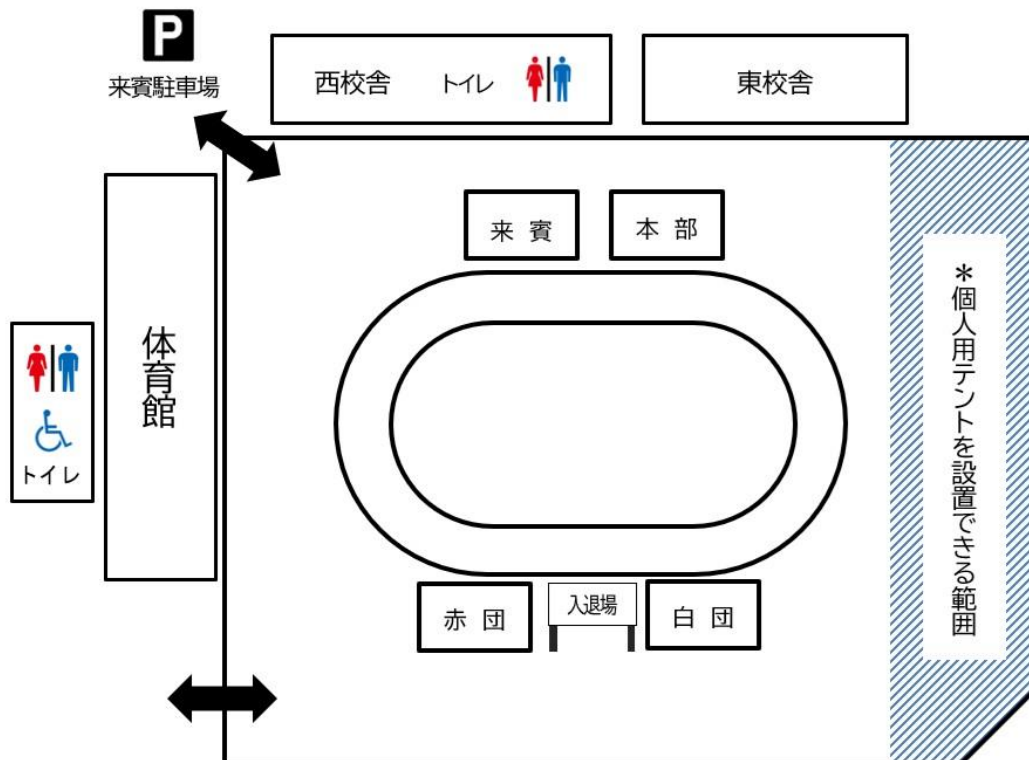 P
来賓駐車場
西校舎 トイレ
東校舎
来賓
本部
体育館
トイレ
＊個人用テントを設置できる範囲
赤団
入退場
白団